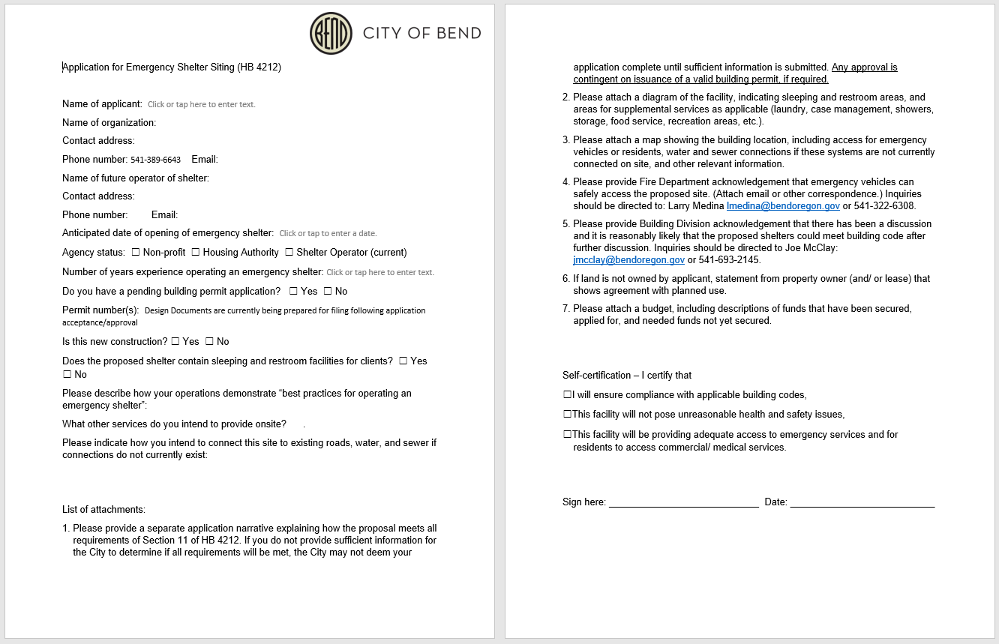 BEND CITY OF BEND
Application for Emergency Shelter Siting (HB 4212)
Name of applicant: Click or tap here to enter text.
Name of organization:
Contact address:
Phone number: 541-389-6643 Email:
Name of future operator of shelter:
Contact address:
Phone number: Email:
Anticipated date of opening of emergency shelter: Click or tap to enter a date.
Agency status: ☐ Non-profit ☐ Housing Authority ☐ Shelter Operator (current)
Number of years experience operating an emergency shelter: Click or tap here to enter text.
Do you have a pending building permit application? ☐ Yes ☐ No
Permit number(s): Design Documents are currently being prepared for filing following application
acceptance/approval
Is this new construction? ☐ Yes ☐ No
Does the proposed shelter contain sleeping and restroom facilities for clients? ☐ Yes
☐ No
Please describe how your operations demonstrate “best practices for operating an
emergency shelter”:
What other services do you intend to provide onsite? .
Please indicate how you intend to connect this site to existing roads, water, and sewer if
connections do not currently exist:
List of attachments:
1. Please provide a separate application narrative explaining how the proposal meets all
requirements of Section 11 of HB 4212. If you do not provide sufficient information for
the City to determine if all requirements will be met, the City may not deem your
application complete until sufficient information is submitted. Any approval is
contingent on issuance of a valid building permit, if required.
2. Please attach a diagram of the facility, indicating sleeping and restroom areas, and
areas for supplemental services as applicable (laundry, case management, showers,
storage, food service, recreation areas, etc.).
3. Please attach a map showing the building location, including access for emergency
vehicles or residents, water and sewer connections if these systems are not currently
connected on site, and other relevant information.
4. Please provide Fire Department acknowledgement that emergency vehicles can
safely access the proposed site. (Attach email or other correspondence.) Inquiries
should be directed to: Larry Medina lmedina@bendoregon.gov or 541-322-6308.
5. Please provide Building Division acknowledgement that there has been a discussion
and it is reasonably likely that the proposed shelters could meet building code after
further discussion. Inquiries should be directed to Joe McClay:
jmcclay@bendoregon.gov or 541-693-2145.
6. If land is not owned by applicant, statement from property owner (and/ or lease) that
shows agreement with planned use.
7. Please attach a budget, including descriptions of funds that have been secured,
applied for, and needed funds not yet secured.
Self-certification – I certify that
☐I will ensure compliance with applicable building codes,
☐This facility will not pose unreasonable health and safety issues,
☐This facility will be providing adequate access to emergency services and for
residents to access commercial/ medical services.
Sign here: ____________________________ Date: ___________________________